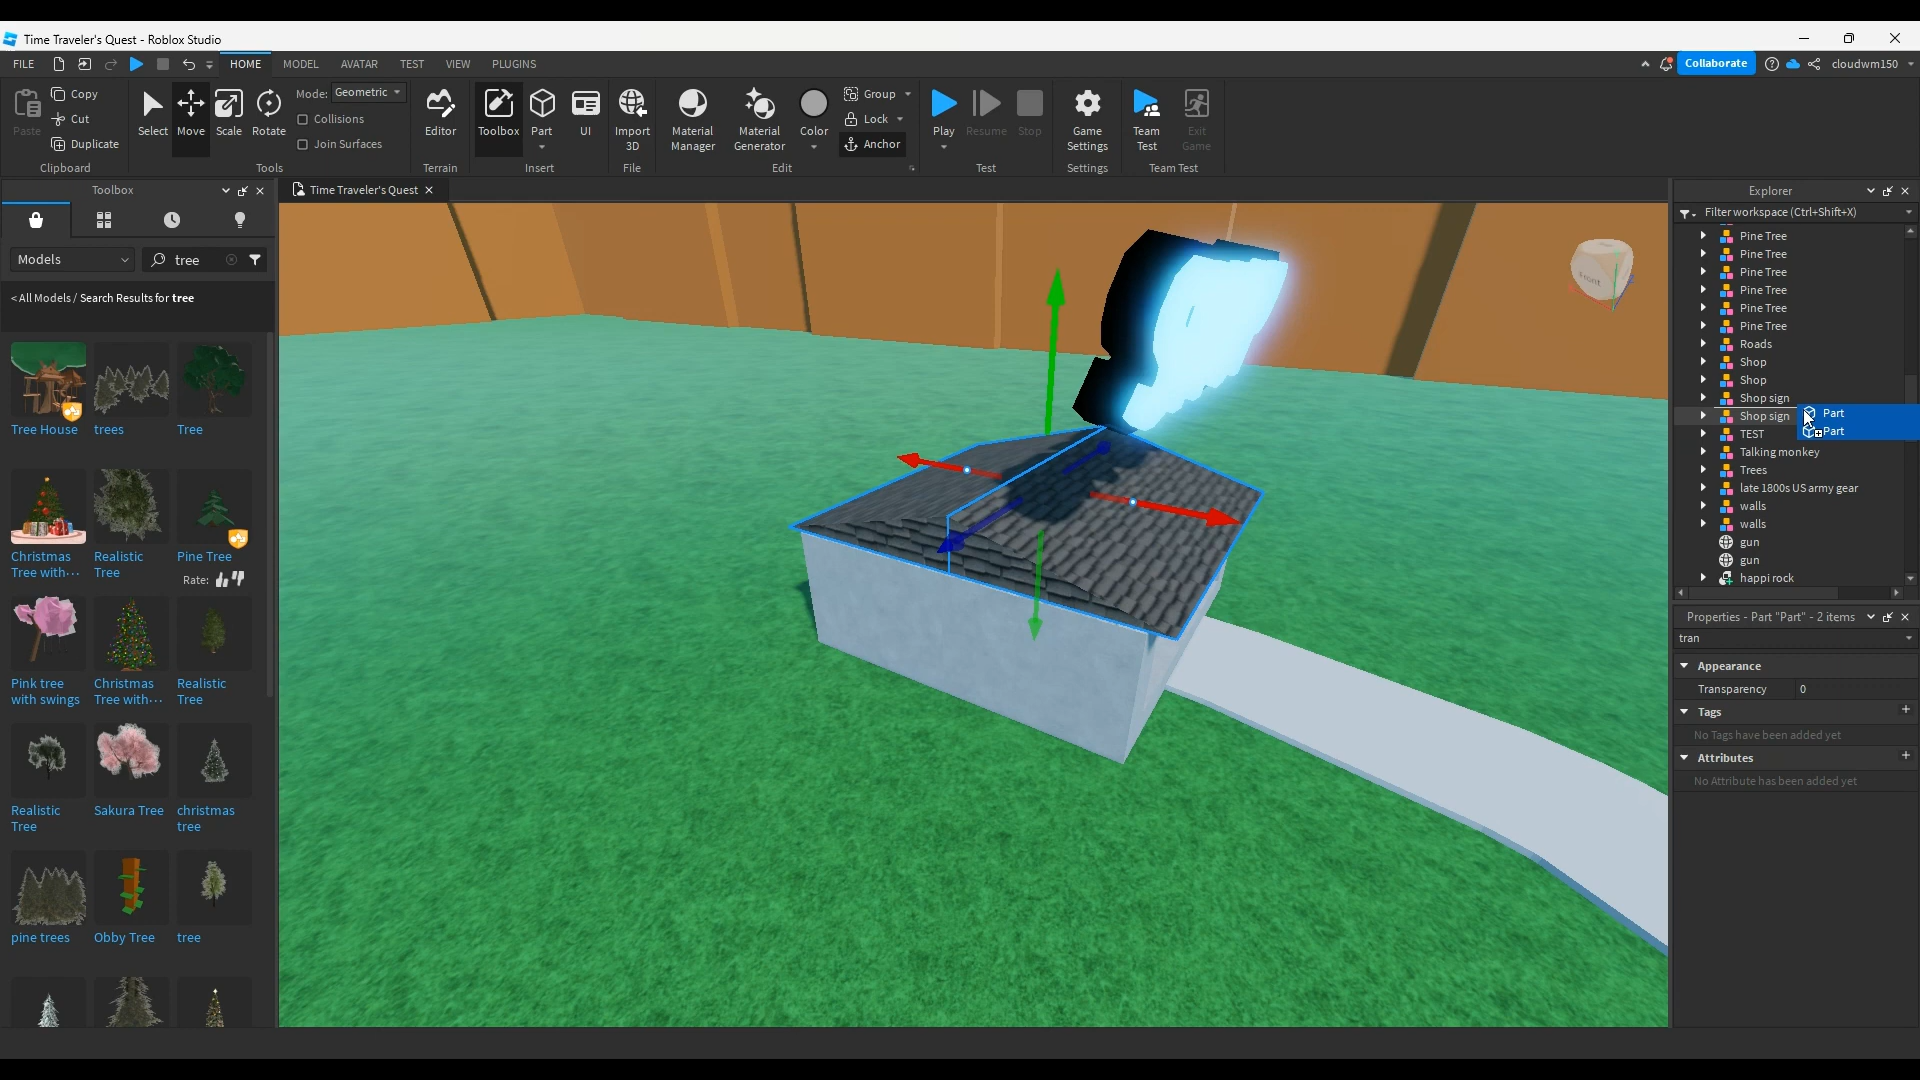 Time Traveler's Quest - Roblox Studio
FILE
HOME
MODEL
AVATAR
TEST
VIEW
PLUGINS
Collaborate
cloudwm150
Paste
Copy
Cut
Duplicate
Clipboard
Select
Move
Scale
Rotate
Mode: Geometric
Collisions
Join Surfaces
Tools
Editor
Terrain
Toolbox
Part
UI
Insert
Import
3D
File
Material
Manager
Material
Generator
Color
Group
Lock
Anchor
Edit
Play
Resume
Stop
Test
Game
Settings
Settings
Team
Test
Exit
Game
Team Test
Toolbox
Models
tree
< All Models / Search Results for tree
Tree House
trees
Tree
Christmas
Tree with...
Realistic
Tree
Pine Tree
Rate:
Pink tree
with swings
Christmas
Tree with...
Realistic
Tree
Realistic
Tree
Sakura Tree
christmas
tree
pine trees
Obby Tree
tree
Time Traveler's Quest
Front
Explorer
Filter workspace (Ctrl+Shift+X)
Pine Tree
Pine Tree
Pine Tree
Pine Tree
Pine Tree
Pine Tree
Roads
Shop
Shop
Shop sign
Shop sign
Part
Part
TEST
Talking monkey
Trees
late 1800s US army gear
walls
walls
gun
gun
happi rock
Properties - Part "Part" - 2 items
tran
Appearance
Transparency 0
Tags
No Tags have been added yet
Attributes
No Attribute has been added yet